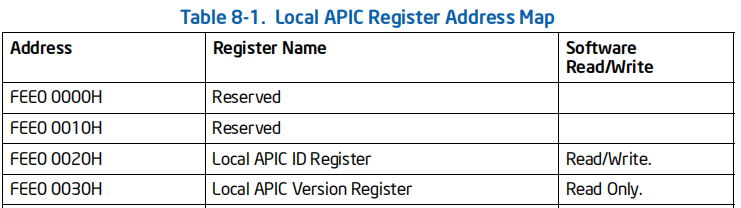 Table 8-1. Local APIC Register Address Map
Address Register Name Software
Read/Write
FEE0 0000H Reserved
FEE0 0010H Reserved
FEE0 0020H Local APIC ID Register Read/Write.
FEE0 0030H Local APIC Version Register Read Only.